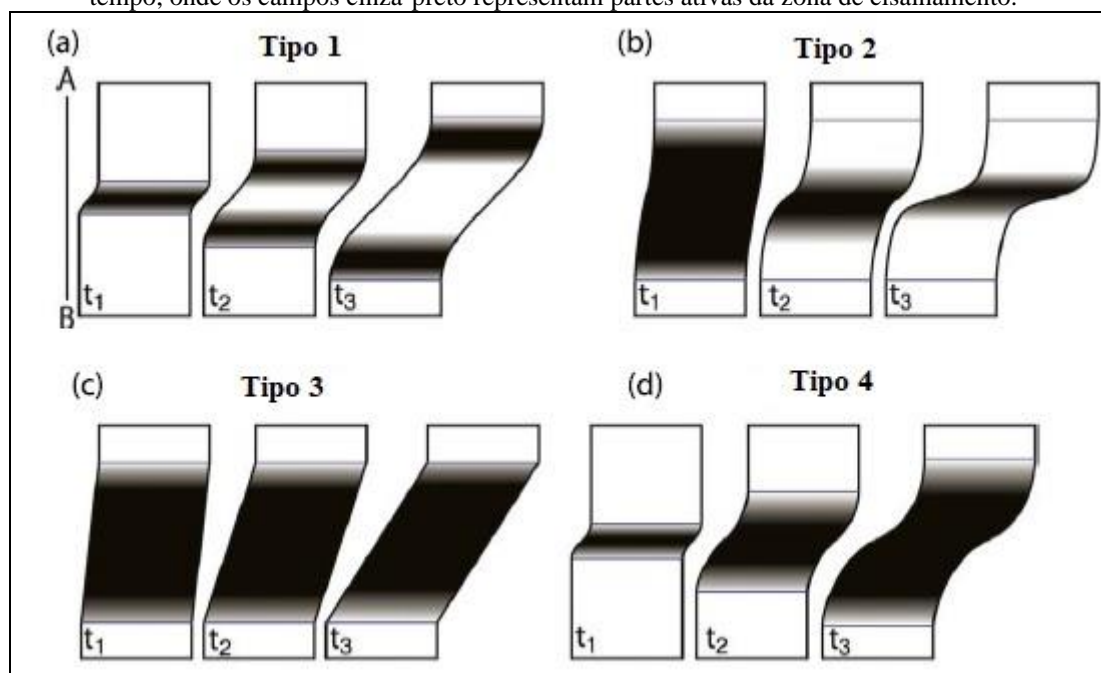 tempo, onde os campos cinza-preto representam partes ativas da zona de cisalhamento.
(a) Tipo 1
(b) Tipo 2
A
B
t₁ t₂ t₃
t₁ t₂ t₃
(c) Tipo 3
(d) Tipo 4
t₁ t₂ t₃
t₁ t₂ t₃